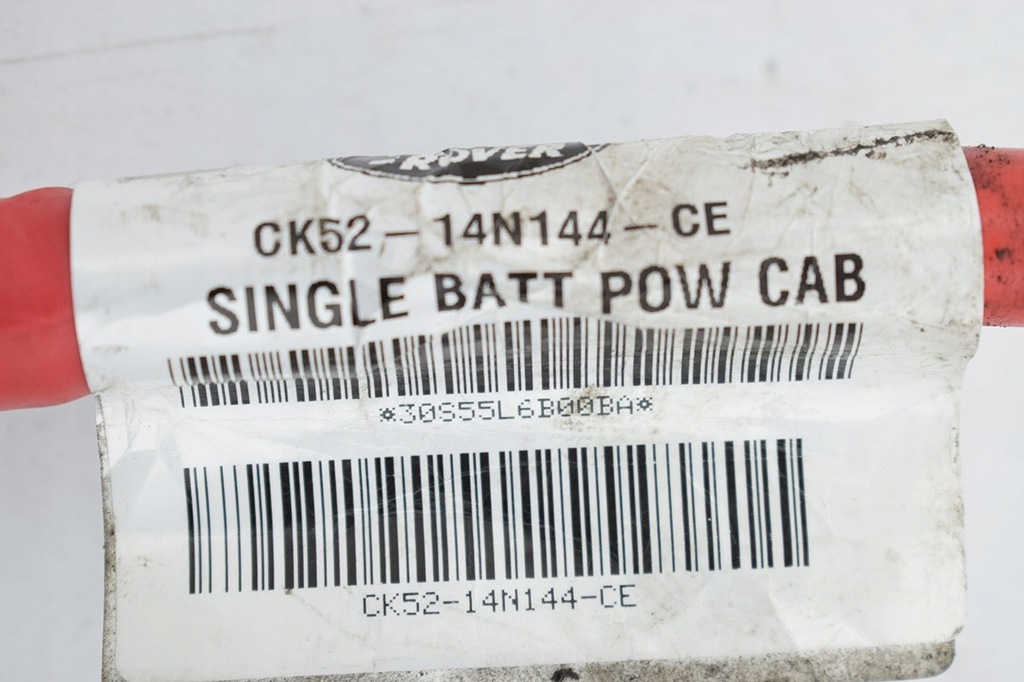 ROVER
CK52-14N144-CE
SINGLE BATT POW CAB
*30S55L6B00BA*
CK52-14N144-CE